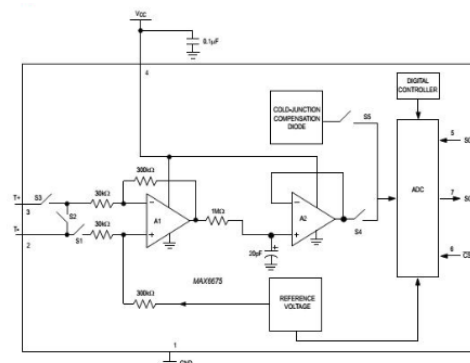 VCC
0.1µF
4
DIGITAL
CONTROLLER
COLD-JUNCTION
COMPENSATION
DIODE
S5
300kΩ
5
T+
S3
30kΩ
A1
1MΩ
A2
ADC
7
3
S2
S4
T-
S1
30kΩ
2
20pF
6
300kΩ
MAX6675
REFERENCE
VOLTAGE
1
GND